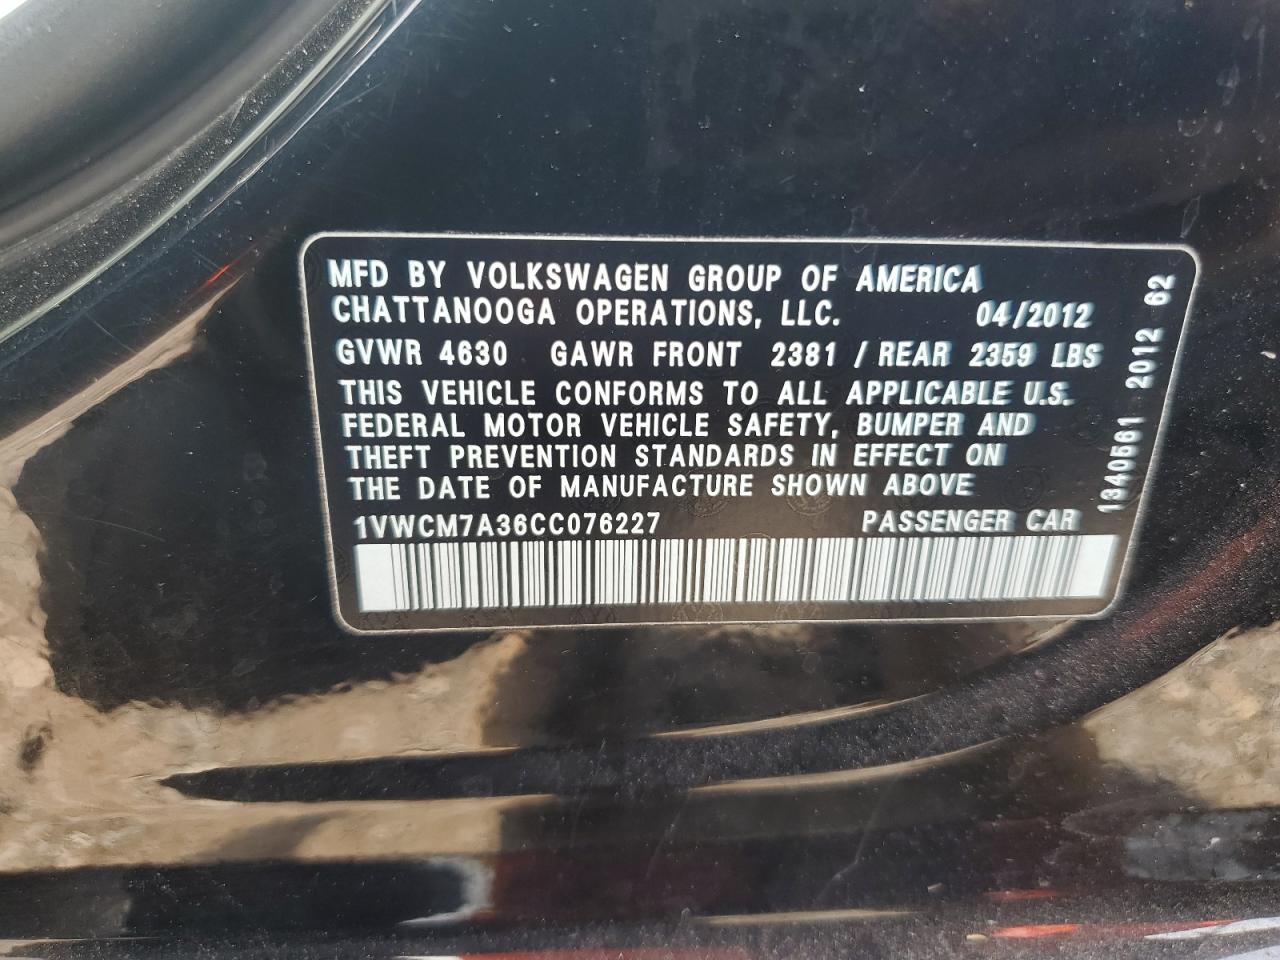 MFD BY VOLKSWAGEN GROUP OF AMERICA
CHATTANOOGA OPERATIONS, LLC. 04/2012
GVWR 4630 GAWR FRONT 2381 / REAR 2359 LBS
THIS VEHICLE CONFORMS TO ALL APPLICABLE U.S.
FEDERAL MOTOR VEHICLE SAFETY, BUMPER AND
THEFT PREVENTION STANDARDS IN EFFECT ON
THE DATE OF MANUFACTURE SHOWN ABOVE
1VWCM7A36CC076227 PASSENGER CAR
1340561 2012 62